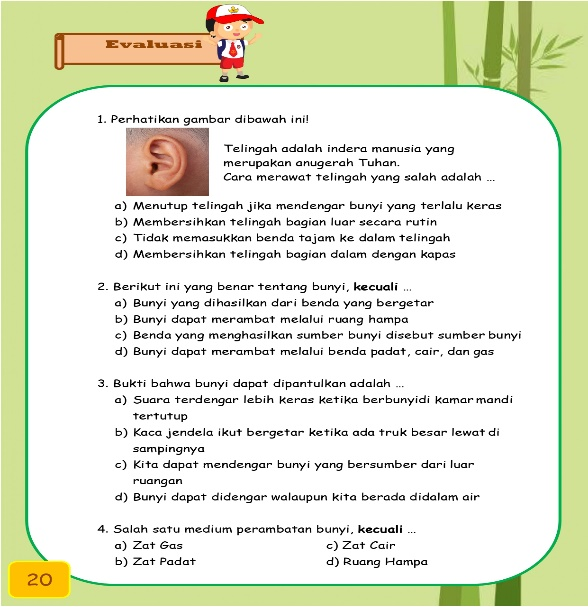 Evaluasi
1. Perhatikan gambar dibawah ini!
Telingah adalah indera manusia yang
merupakan anugerah Tuhan.
Cara merawat telingah yang salah adalah ...
a) Menutup telingah jika mendengar bunyi yang terlalu keras
b) Membersihkan telingah bagian luar secara rutin
c) Tidak memasukkan benda tajam ke dalam telingah
d) Membersihkan telingah bagian dalam dengan kapas
2. Berikut ini yang benar tentang bunyi, kecuali ...
a) Bunyi yang dihasilkan dari benda yang bergetar
b) Bunyi dapat merambat melalui ruang hampa
c) Benda yang menghasilkan sumber bunyi disebut sumber bunyi
d) Bunyi dapat merambat melalui benda padat, cair, dan gas
3. Bukti bahwa bunyi dapat dipantulkan adalah ...
a) Suara terdengar lebih keras ketika berbunyidi kamar mandi
tertutup
b) Kaca jendela ikut bergetar ketika ada truk besar lewat di
sampingnya
c) Kita dapat mendengar bunyi yang bersumber dari luar
ruangan
d) Bunyi dapat didengar walaupun kita berada didalam air
4. Salah satu medium perambatan bunyi, kecuali ...
a) Zat Gas c) Zat Cair
b) Zat Padat d) Ruang Hampa
20